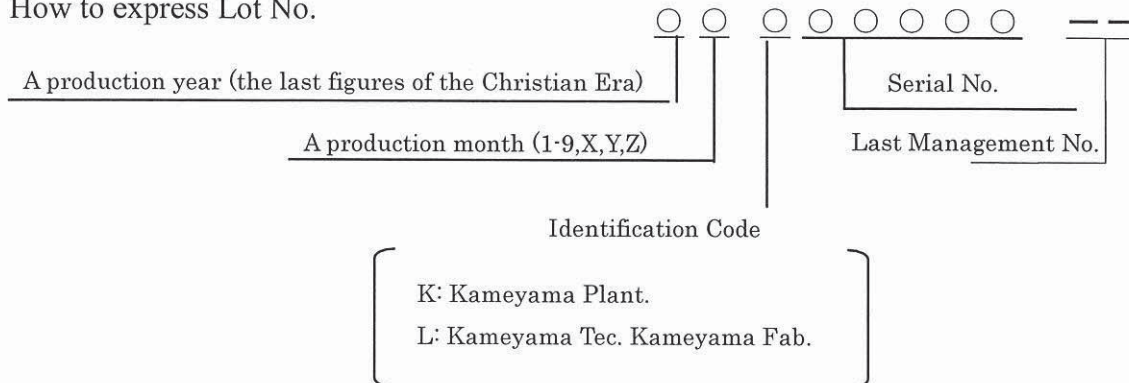 How to express Lot No.
○ ○ ○ ○ ○ ○ ○ ○ － －
A production year (the last figures of the Christian Era)
Serial No.
A production month (1-9,X,Y,Z)
Last Management No.
Identification Code
K: Kameyama Plant.
L: Kameyama Tec. Kameyama Fab.